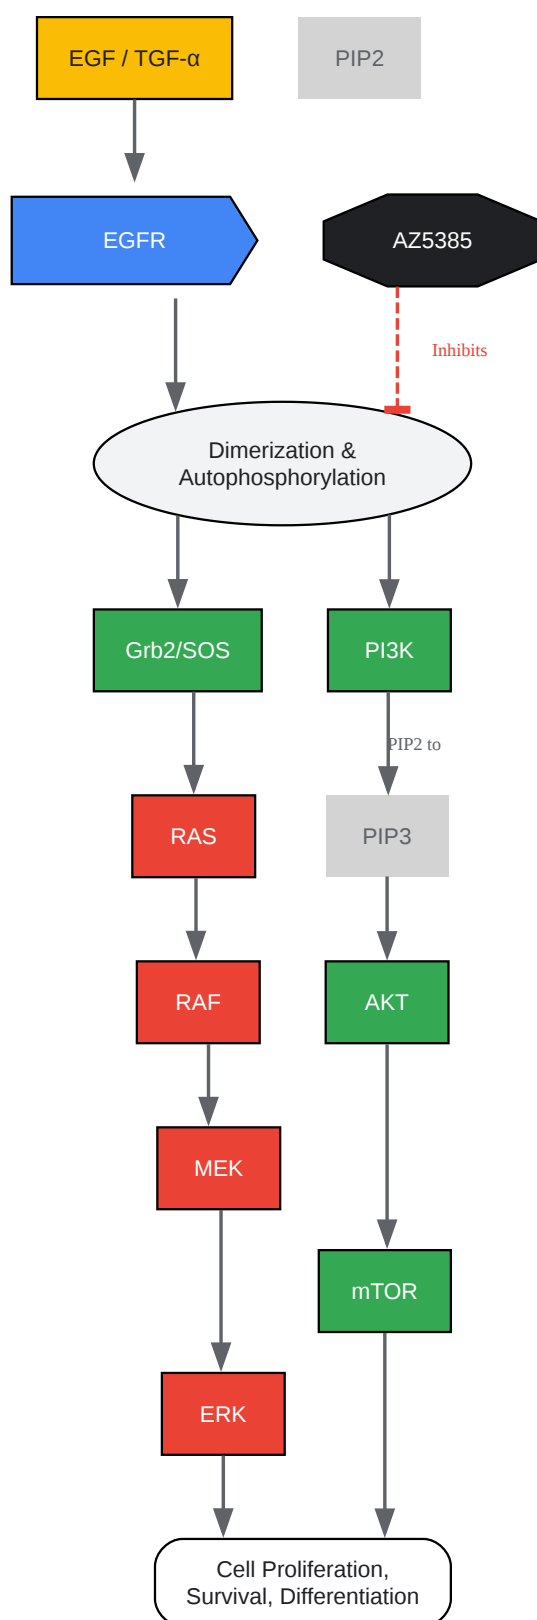 EGF / TGF-α
PIP2
EGFR
AZ5385
Inhibits
Dimerization &
Autophosphorylation
Grb2/SOS
PI3K
PIP2 to
RAS
PIP3
RAF
AKT
MEK
mTOR
ERK
Cell Proliferation,
Survival, Differentiation